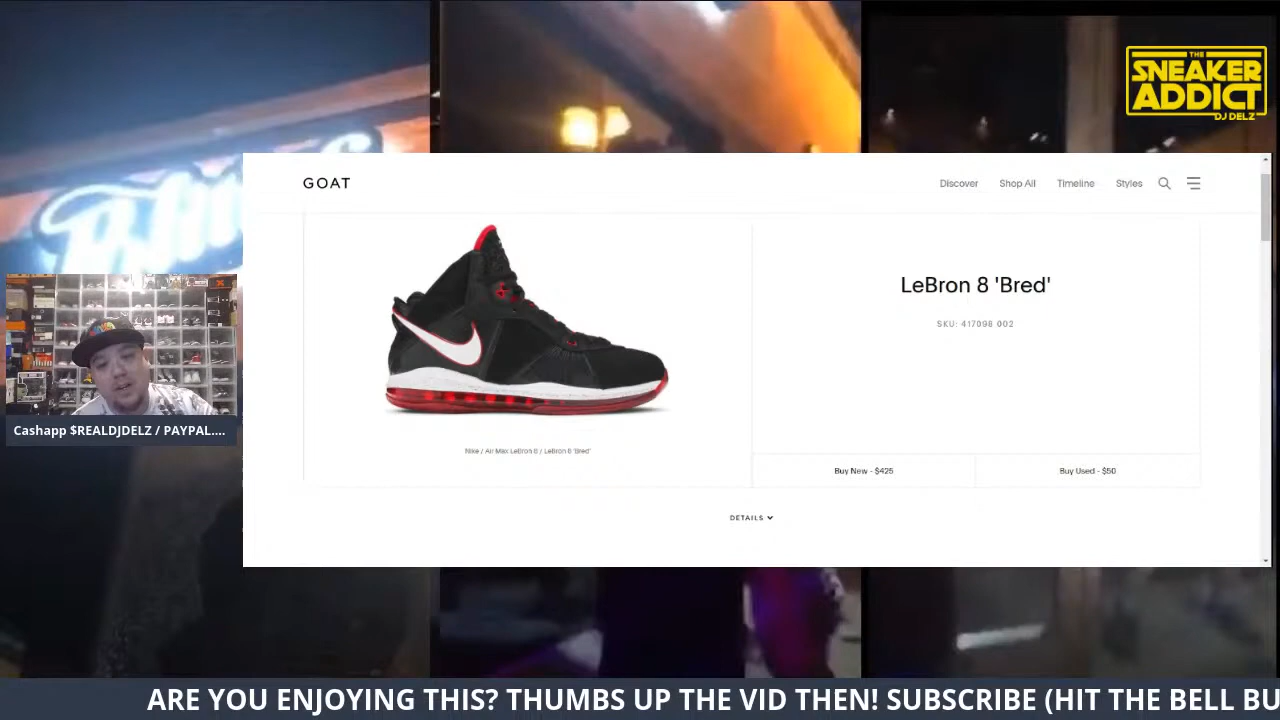 THE
SNEAKER
ADDICT
DJ DELZ
GOAT
Discover
Shop All
Timeline
Styles
LeBron 8 'Bred'
SKU: 417098 002
Cashapp $REALDJDELZ / PAYPAL....
Nike / Air Max LeBron 8 / LeBron 8 'Bred'
Buy New - $425
Buy Used - $50
DETAILS
ARE YOU ENJOYING THIS? THUMBS UP THE VID THEN! SUBSCRIBE (HIT THE BELL BU